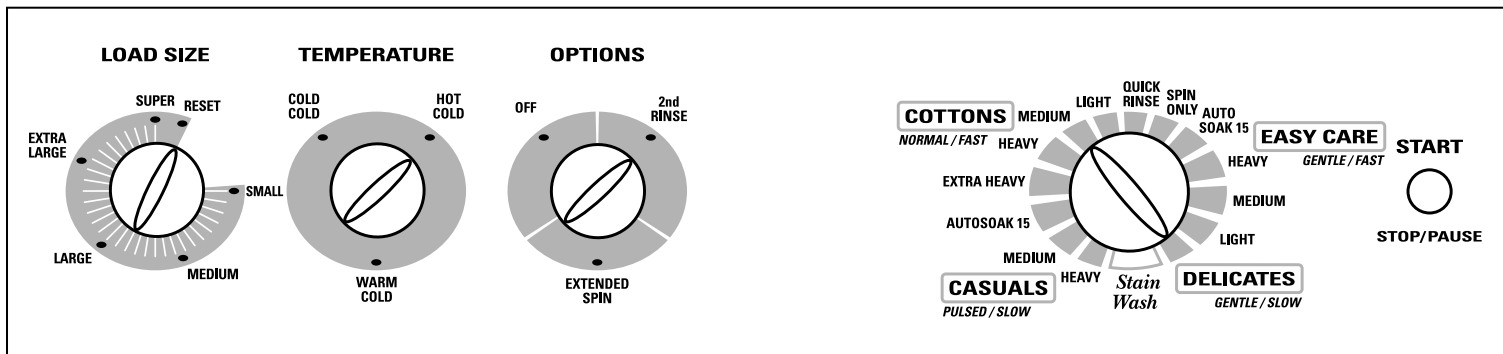 LOAD SIZE
SUPER
RESET
EXTRA
LARGE
SMALL
LARGE
MEDIUM
TEMPERATURE
COLD
COLD
HOT
COLD
WARM
COLD
OPTIONS
OFF
2nd
RINSE
EXTENDED
SPIN
COTTONS
NORMAL / FAST
EXTRA HEAVY
HEAVY
MEDIUM
LIGHT
QUICK
RINSE
SPIN
ONLY
AUTO
SOAK 15
EASY CARE
GENTLE / FAST
HEAVY
MEDIUM
LIGHT
DELICATES
GENTLE / SLOW
Stain
Wash
HEAVY
MEDIUM
AUTOSOAK 15
CASUALS
PULSED / SLOW
START
STOP/PAUSE